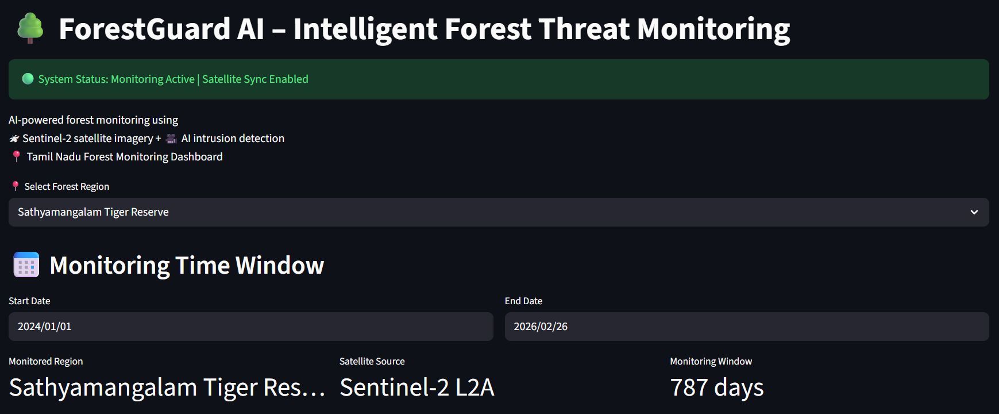 ForestGuard AI – Intelligent Forest Threat Monitoring
System Status: Monitoring Active | Satellite Sync Enabled
AI-powered forest monitoring using
Sentinel-2 satellite imagery + AI intrusion detection
Tamil Nadu Forest Monitoring Dashboard
Select Forest Region
Sathyamangalam Tiger Reserve
Monitoring Time Window
Start Date
End Date
2024/01/01
2026/02/26
Monitored Region
Satellite Source
Monitoring Window
Sathyamangalam Tiger Res...
Sentinel-2 L2A
787 days